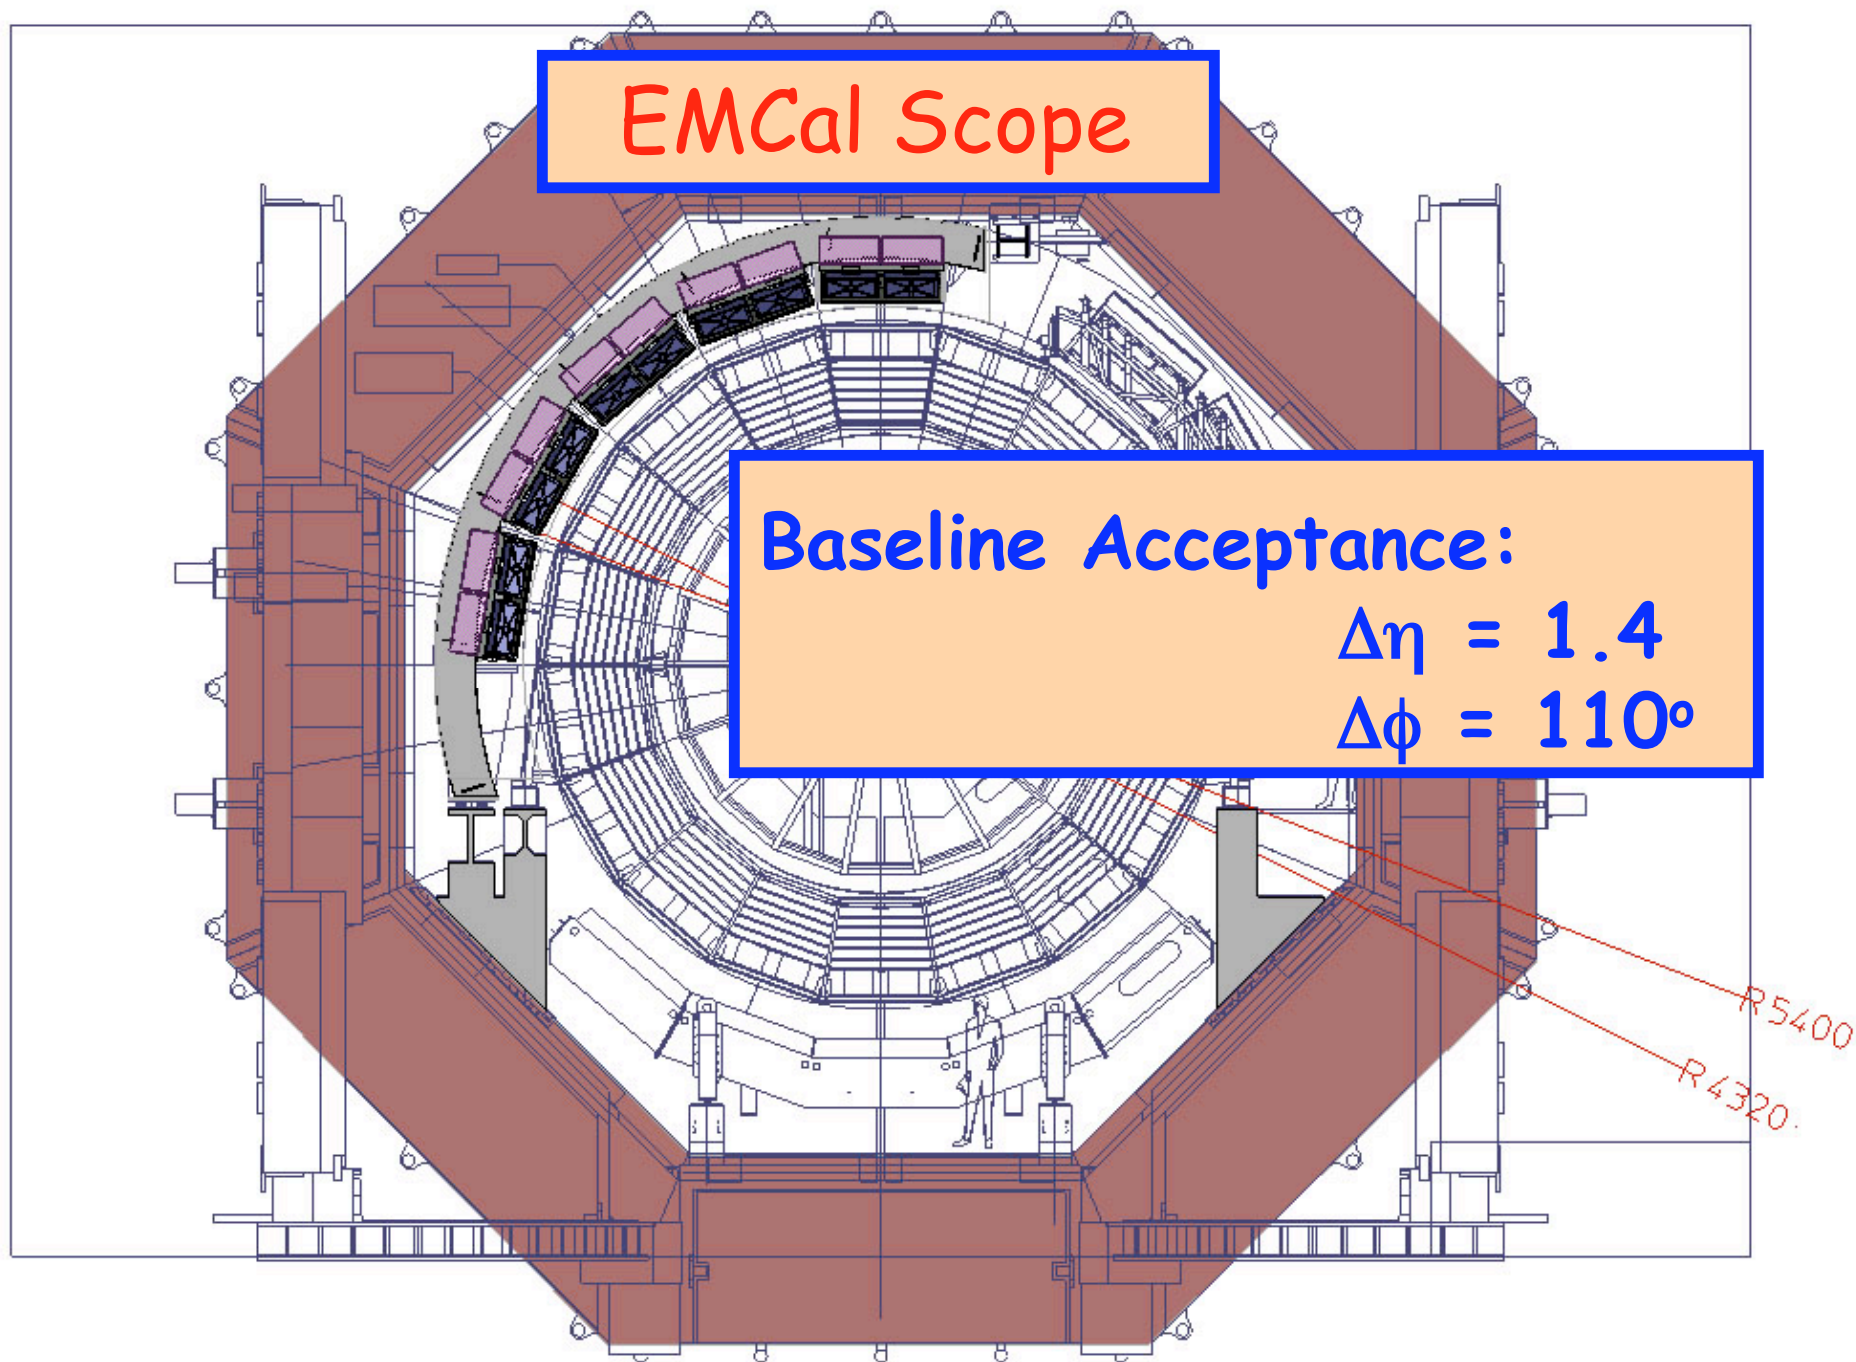 EMCal Scope
Baseline Acceptance:
Δη = 1.4
Δϕ = 110º
R5400
R4320.